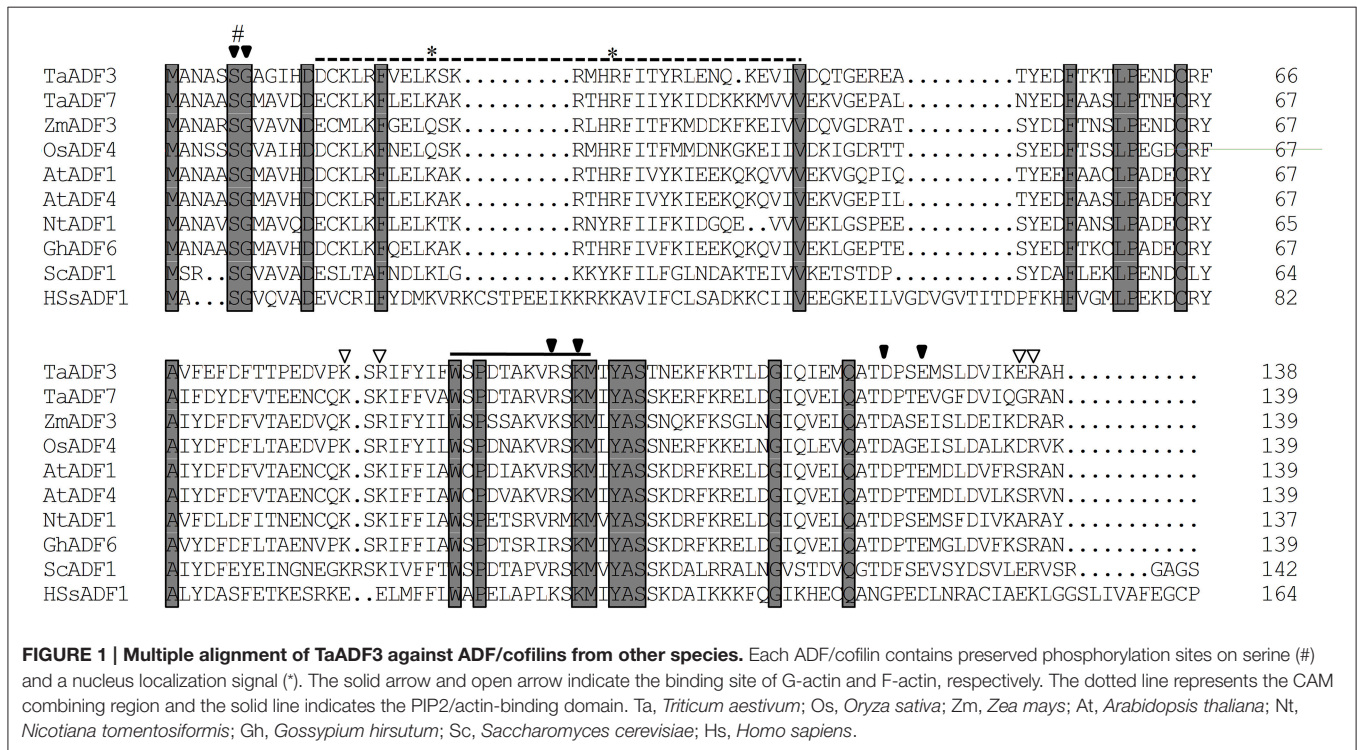 #
* *
TaADF3 MANASSGAGIHDDCKLRFVELKSK.........RMHRFITYRLENQ.KEVIVDQTGEREA.........TYEDFTKTLPENDCRF 66
TaADF7 MANAASGMAVDDECKLKFLELKAK.........RTHRFIIYKIDDKKKMVVVEKVGEPAL.........NYEDFAASLPTNECRY 67
ZmADF3 MANARSGVAVNDECMLKFGELQSK.........RLHRFITFKMDDKFKEIVVDQVGDRAT.........SYDDFTNSLPENDCRY 67
OsADF4 MANSSSGVAIHDDCKLKFNELQSK.........RMHRFITFMMDNKGKEIIVDKIGDRTT.........SYEDFTSSLPEGDCRF 67
AtADF1 MANAASGMAVHDDCKLRFLELKAK.........RTHRFIVYKIEEKQKQVVVEKVGQPIQ.........TYEEFAACLPADECRY 67
AtADF4 MANAASGMAVHDDCKLRFLELKAK.........RTHRFIVYKIEEKQKQVIVEKVGEPIL.........TYEDFAASLPADECRY 67
NtADF1 MANAVSGMAVQDECKLKFLELKTK.........RNYRFIIFKIDGQE..VVVEKLGSPEE.........SYEDFANSLPADECRY 65
GhADF6 MANAASGMAVHDDCKLKFQELKAK.........RTHRFIVFKIEEKQKQVIVEKLGEPTE.........SYEDFTKCLPADECRY 67
ScADF1 MSR..SGVAVADESLTAFNDLKLG.........KKYKFILFGLNDAKTEIVVKETSTDP..........SYDAFLEKLPENDCLY 64
HSsADF1 MA...SGVQVADEVCRIFYDMKVRKCSTPEEIKKRKKAVIFCLSADKKCIIVEEGKEILVGDVGVTITDPFKHFVGMLPEKDCRY 82
TaADF3 AVFEFDFTTPEDVPK.SRIFYIFWSPDTAKVRSKMTYASTNEKFKRTLDGIQIEMQATDPSEMSLDVIKERAH........... 138
TaADF7 AIFDYDFVTEENCQK.SKIFFVAWSPDTARVRSKMIYASSKERFKRELDGIQVELQATDPTEVGFDVIQGRAN........... 139
ZmADF3 AIYDFDFVTAEDVPK.SRIFYILWSPSSAKVKSKMIYASSNQKFKSGLNGIQVELQATDASEISLDEIKDRAR........... 139
OsADF4 AIYDFDFLTAEDVPK.SRIFYILWSPDNAKVRSKMLYASSNERFKKELNGIQLEVQATDAGEISLDALKDRVK........... 139
AtADF1 AIYDFDFVTAENCQK.SKIFFIAWCPDIAKVRSKMIYASSKDRFKRELDGIQVELQATDPTEMDLDVFRSRAN........... 139
AtADF4 AIYDFDFVTAENCQK.SKIFFIAWCPDVAKVRSKMIYASSKDRFKRELDGIQVELQATDPTEMDLDVLKSRVN........... 139
NtADF1 AVFDLDFITNENCQK.SKIFFIAWSPETSRVRMKMVYASSKDRFKRELDGIQVELQATDPSEMSFDIVKARAY........... 137
GhADF6 AVYDFDFLTAENVPK.SRIFFIAWSPDTSRIRSKMIYASSKDRFKRELDGIQVELQATDPTEMGLDVFKSRAN........... 139
ScADF1 AIYDFEYEINGNEGKRSKIVFFTWSPDTAPVRSKMVYASSKDALRRALNGVSTDVQGTDFSEVSYDSVLERVSR.......GAGS 142
HSsADF1 ALYDASFETKESRKE..ELMFFLWAPELAPLKSKMIYASSKDAIKKKFQGIKHECQANGPEDLNRACIAEKLGGSLIVAFEGCP 164
FIGURE 1 | Multiple alignment of TaADF3 against ADF/cofilins from other species. Each ADF/cofilin contains preserved phosphorylation sites on serine (#)
and a nucleus localization signal (*). The solid arrow and open arrow indicate the binding site of G-actin and F-actin, respectively. The dotted line represents the CAM
combining region and the solid line indicates the PIP2/actin-binding domain. Ta, Triticum aestivum; Os, Oryza sativa; Zm, Zea mays; At, Arabidopsis thaliana; Nt,
Nicotiana tomentosiformis; Gh, Gossypium hirsutum; Sc, Saccharomyces cerevisiae; Hs, Homo sapiens.